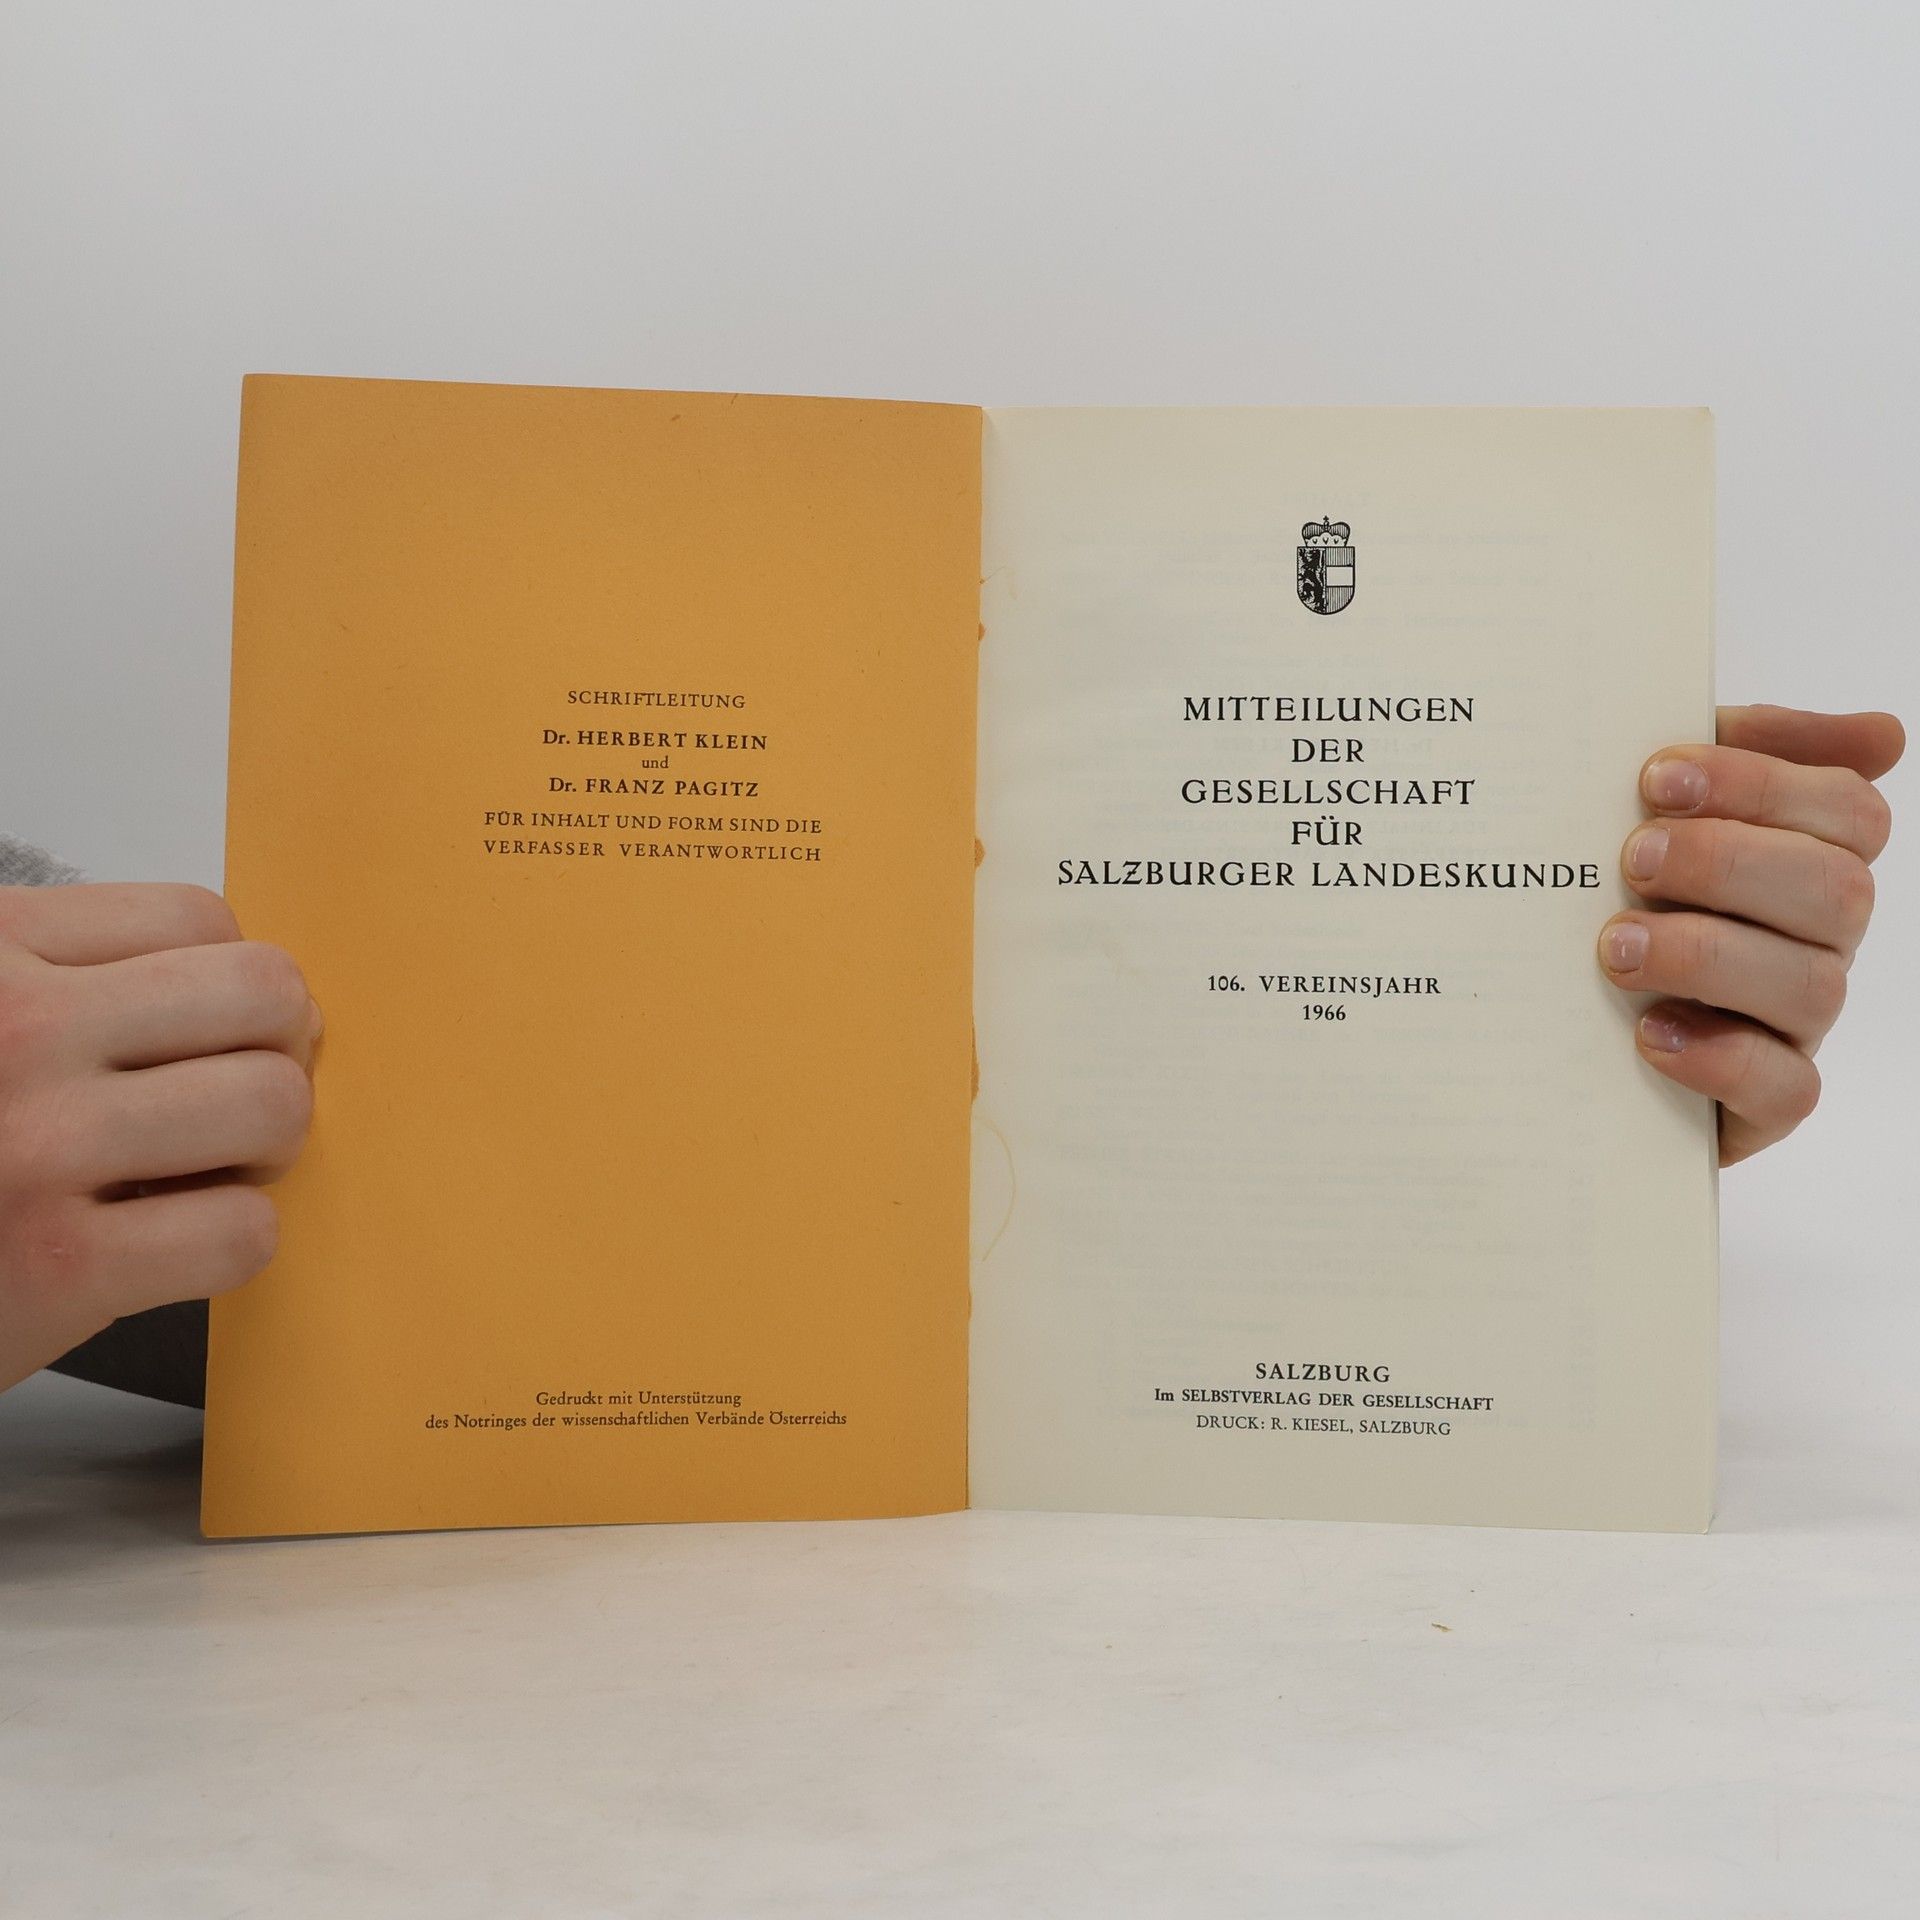 SCHRIFTLEITUNG
Dr. HERBERT KLEIN
und
Dr. FRANZ PAGITZ
FÜR INHALT UND FORM SIND DIE
VERFASSER VERANTWORTLICH
Gedruckt mit Unterstützung
des Notringes der wissenschaftlichen Verbände Österreichs
MITTEILUNGEN
DER
GESELLSCHAFT
FÜR
SALZBURGER LANDESKUNDE
106. VEREINSJAHR
1966
SALZBURG
Im SELBSTVERLAG DER GESELLSCHAFT
DRUCK: R. KIESEL, SALZBURG